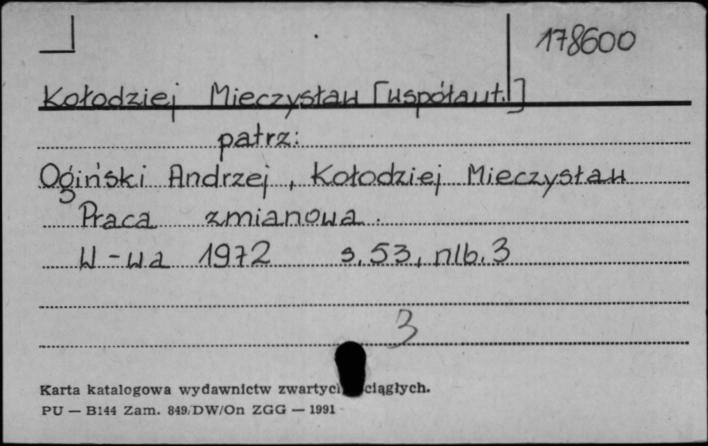 178600
Kołodziej Mieczysław [współaut.]
patrz:
Ogiński Andrzej, Kołodziej Mieczysław
Praca zmianowa.
W-wa 1972 s. 53, nlb. 3
3
Karta katalogowa wydawnictw zwartych ciągłych.
PU — B144 Zam. 849/DW/On ZGG — 1991